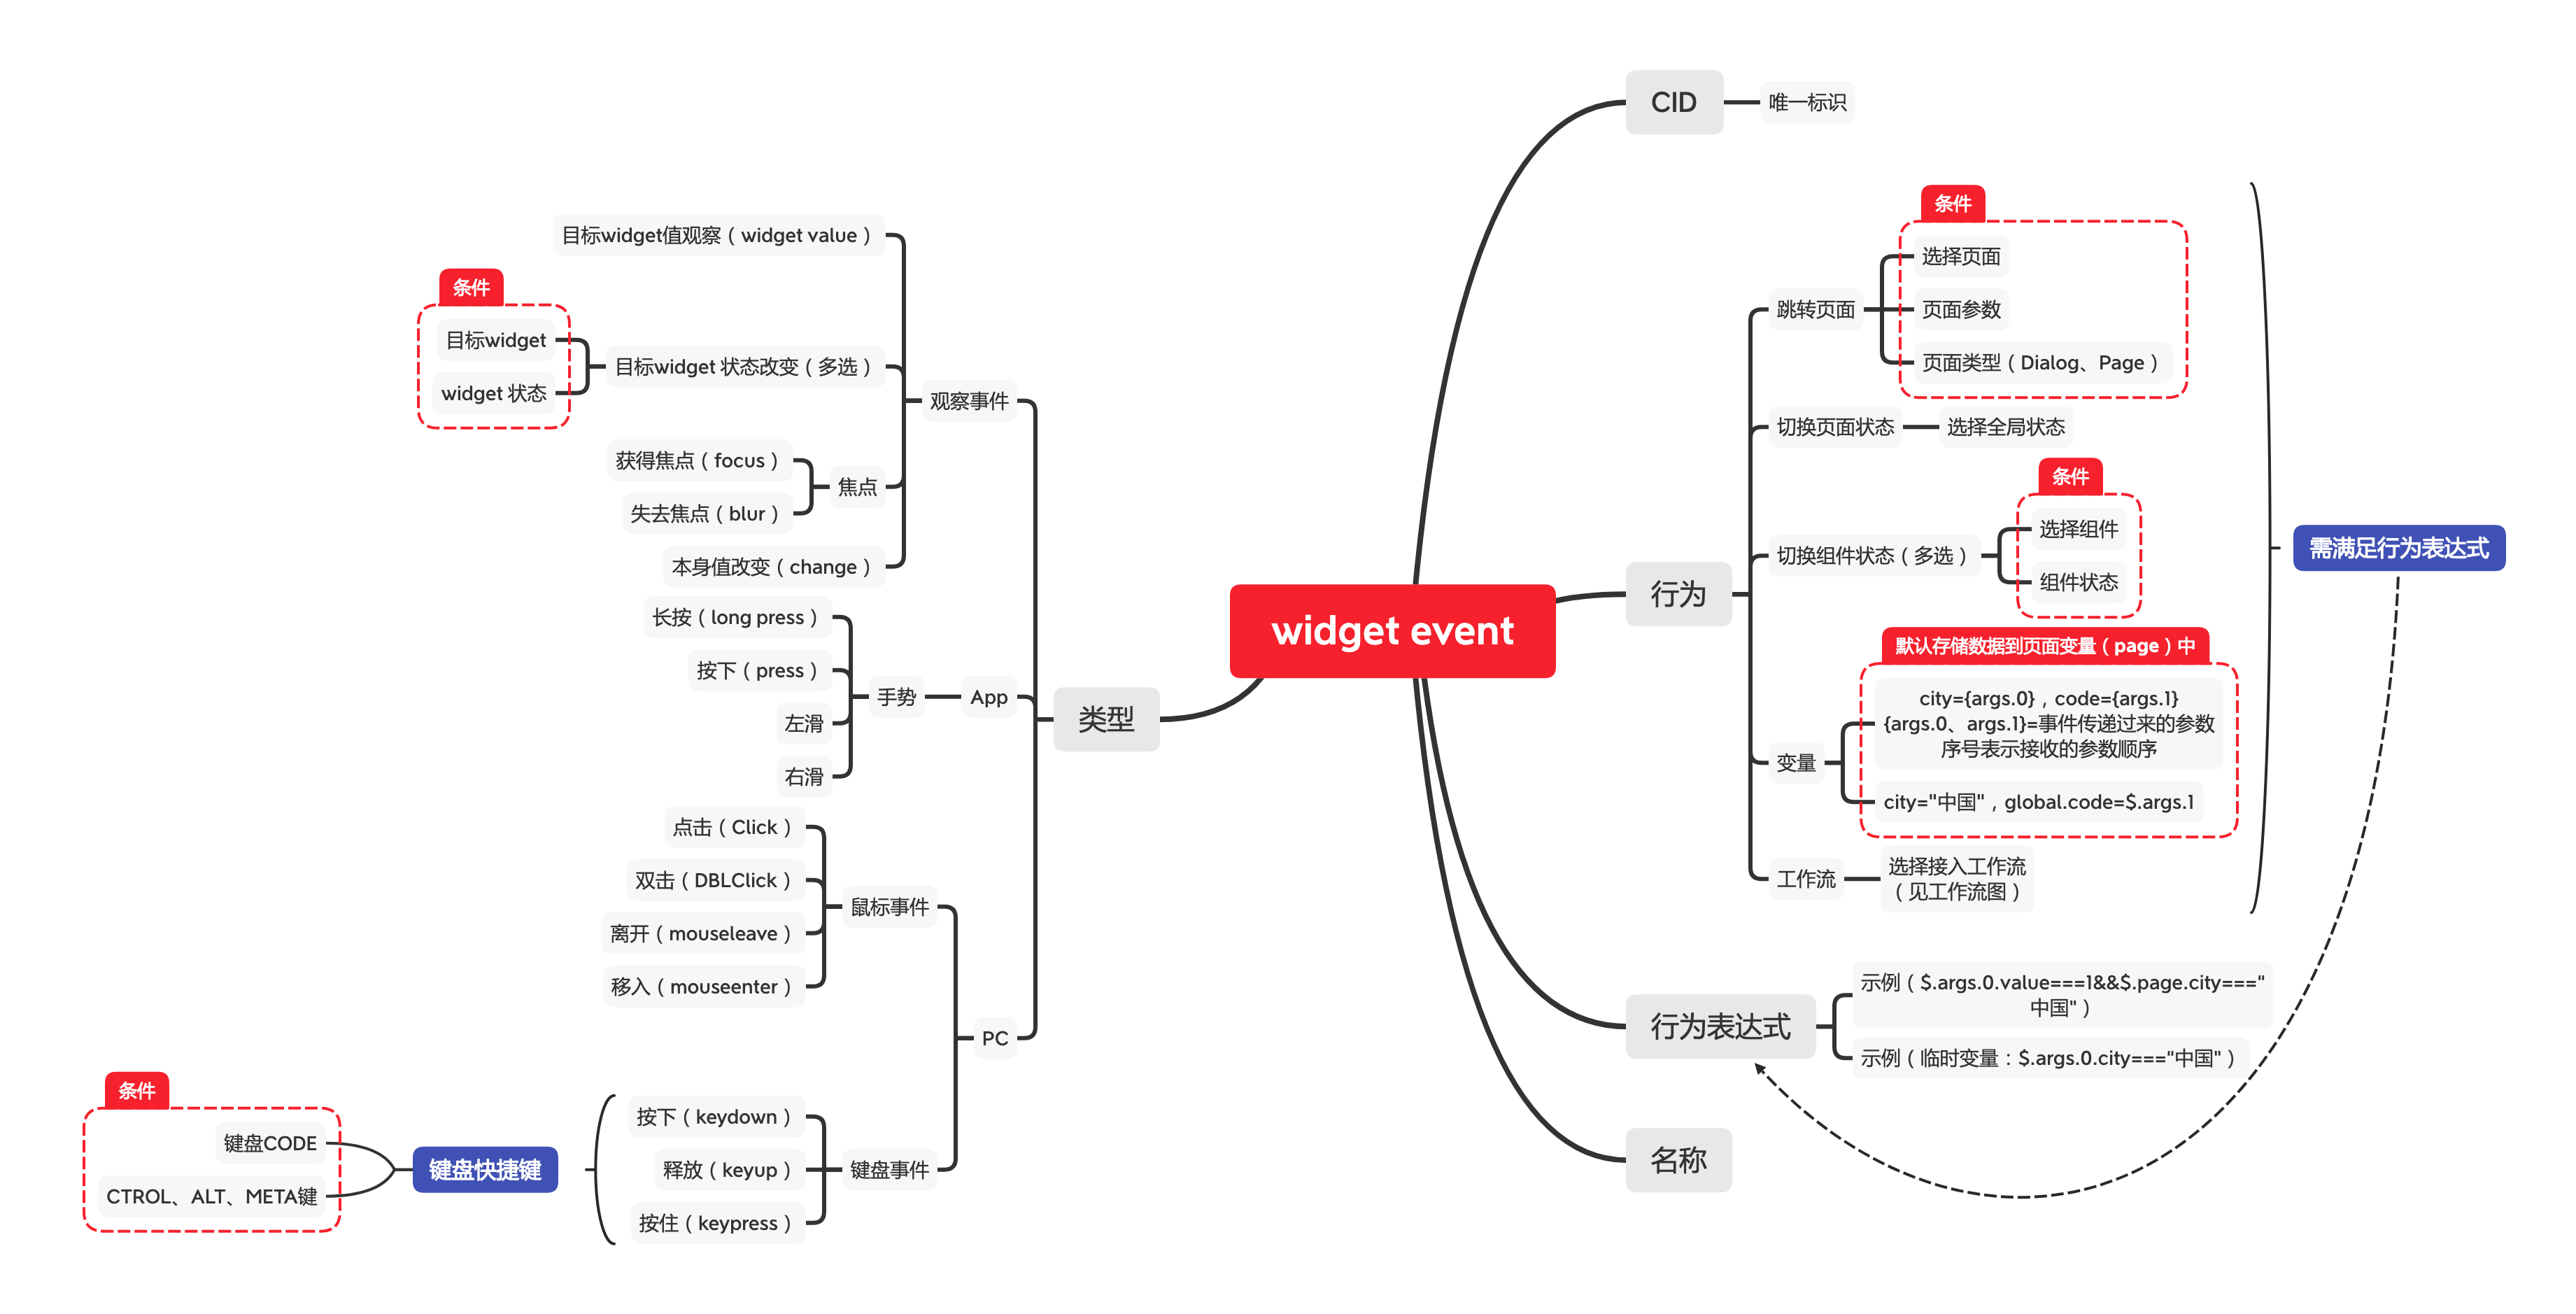 widget event
CID
唯一标识
行为
跳转页面
条件
选择页面
页面参数
页面类型（Dialog、Page）
切换页面状态
选择全局状态
切换组件状态（多选）
条件
选择组件
组件状态
变量
默认存储数据到页面变量（page）中
city={args.0}，code={args.1}
{args.0、args.1}=事件传递过来的参数
序号表示接收的参数顺序
city="中国"，global.code=$.args.1
工作流
选择接入工作流
（见工作流图）
需满足行为表达式
行为表达式
示例（$.args.0.value===1&&$.page.city==="
中国"）
示例（临时变量：$.args.0.city==="中国"）
名称
类型
观察事件
目标widget值观察（widget value）
目标widget 状态改变（多选）
条件
目标widget
widget 状态
焦点
获得焦点（focus）
失去焦点（blur）
本身值改变（change）
App
手势
长按（long press）
按下（press）
左滑
右滑
PC
鼠标事件
点击（Click）
双击（DBLClick）
离开（mouseleave）
移入（mouseenter）
键盘事件
按下（keydown）
释放（keyup）
按住（keypress）
键盘快捷键
条件
键盘CODE
CTROL、ALT、META键